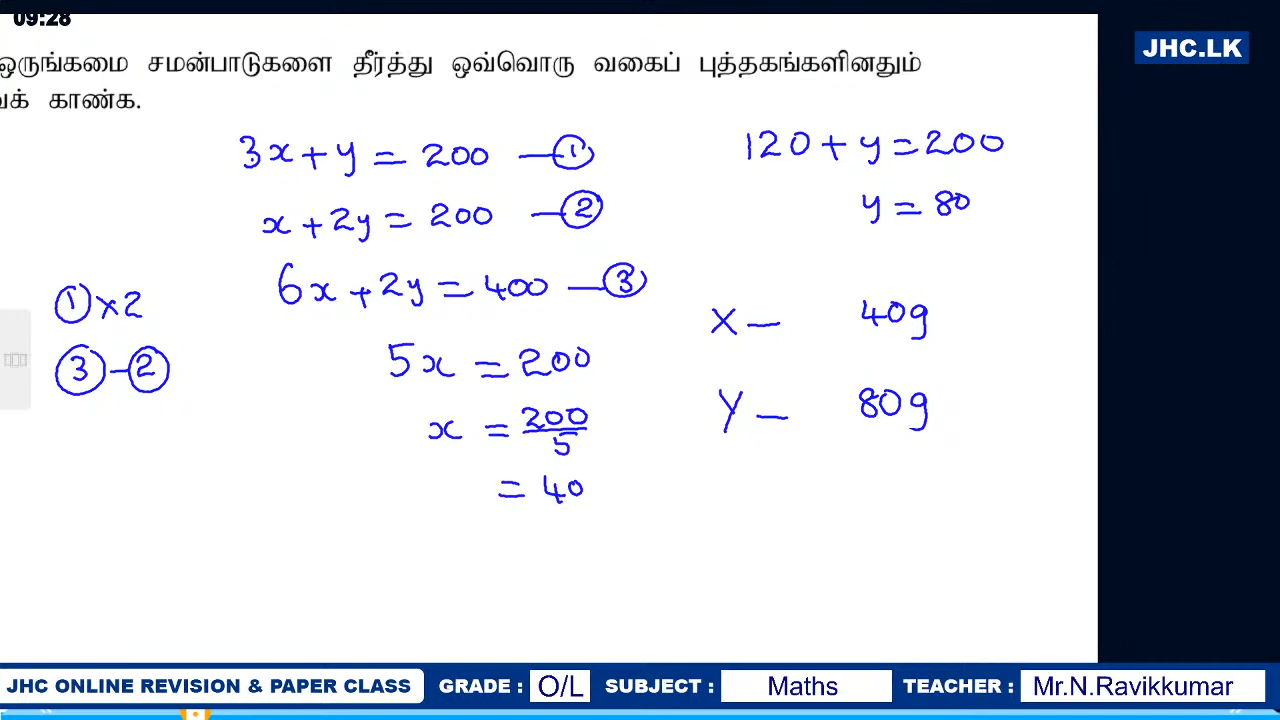 09:28
JHC.LK
ஒருங்கமை சமன்பாடுகளை தீர்த்து ஒவ்வொரு வகைப் புத்தகங்களினதும்
காண்க.
3x + y = 200 — ①
x + 2y = 200 — ②
① × 2
6x + 2y = 400 — ③
③ - ②
5x = 200
x = 200/5
= 40
120 + y = 200
y = 80
X — 40g
Y — 80g
JHC ONLINE REVISION & PAPER CLASS GRADE : O/L SUBJECT : Maths TEACHER : Mr.N.Ravikkumar